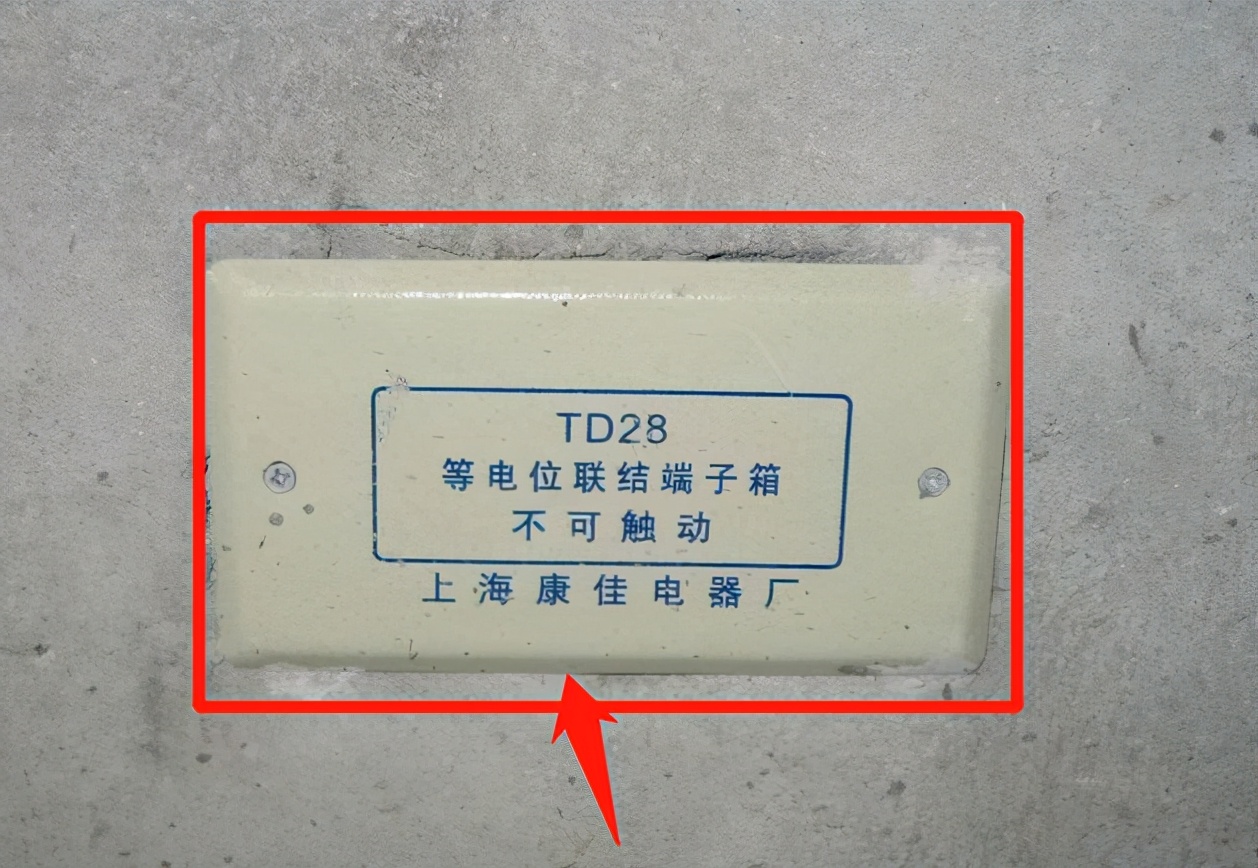 TD28
等电位联结端子箱
不可触动
上海康佳电器厂